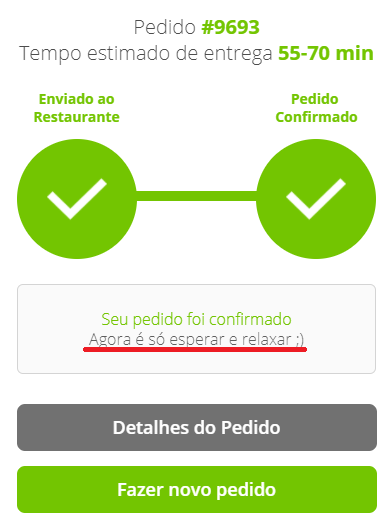 Pedido #9693
Tempo estimado de entrega 55-70 min
Enviado ao
Restaurante
Pedido
Confirmado
Seu pedido foi confirmado
Agora é só esperar e relaxar ;)
Detalhes do Pedido
Fazer novo pedido